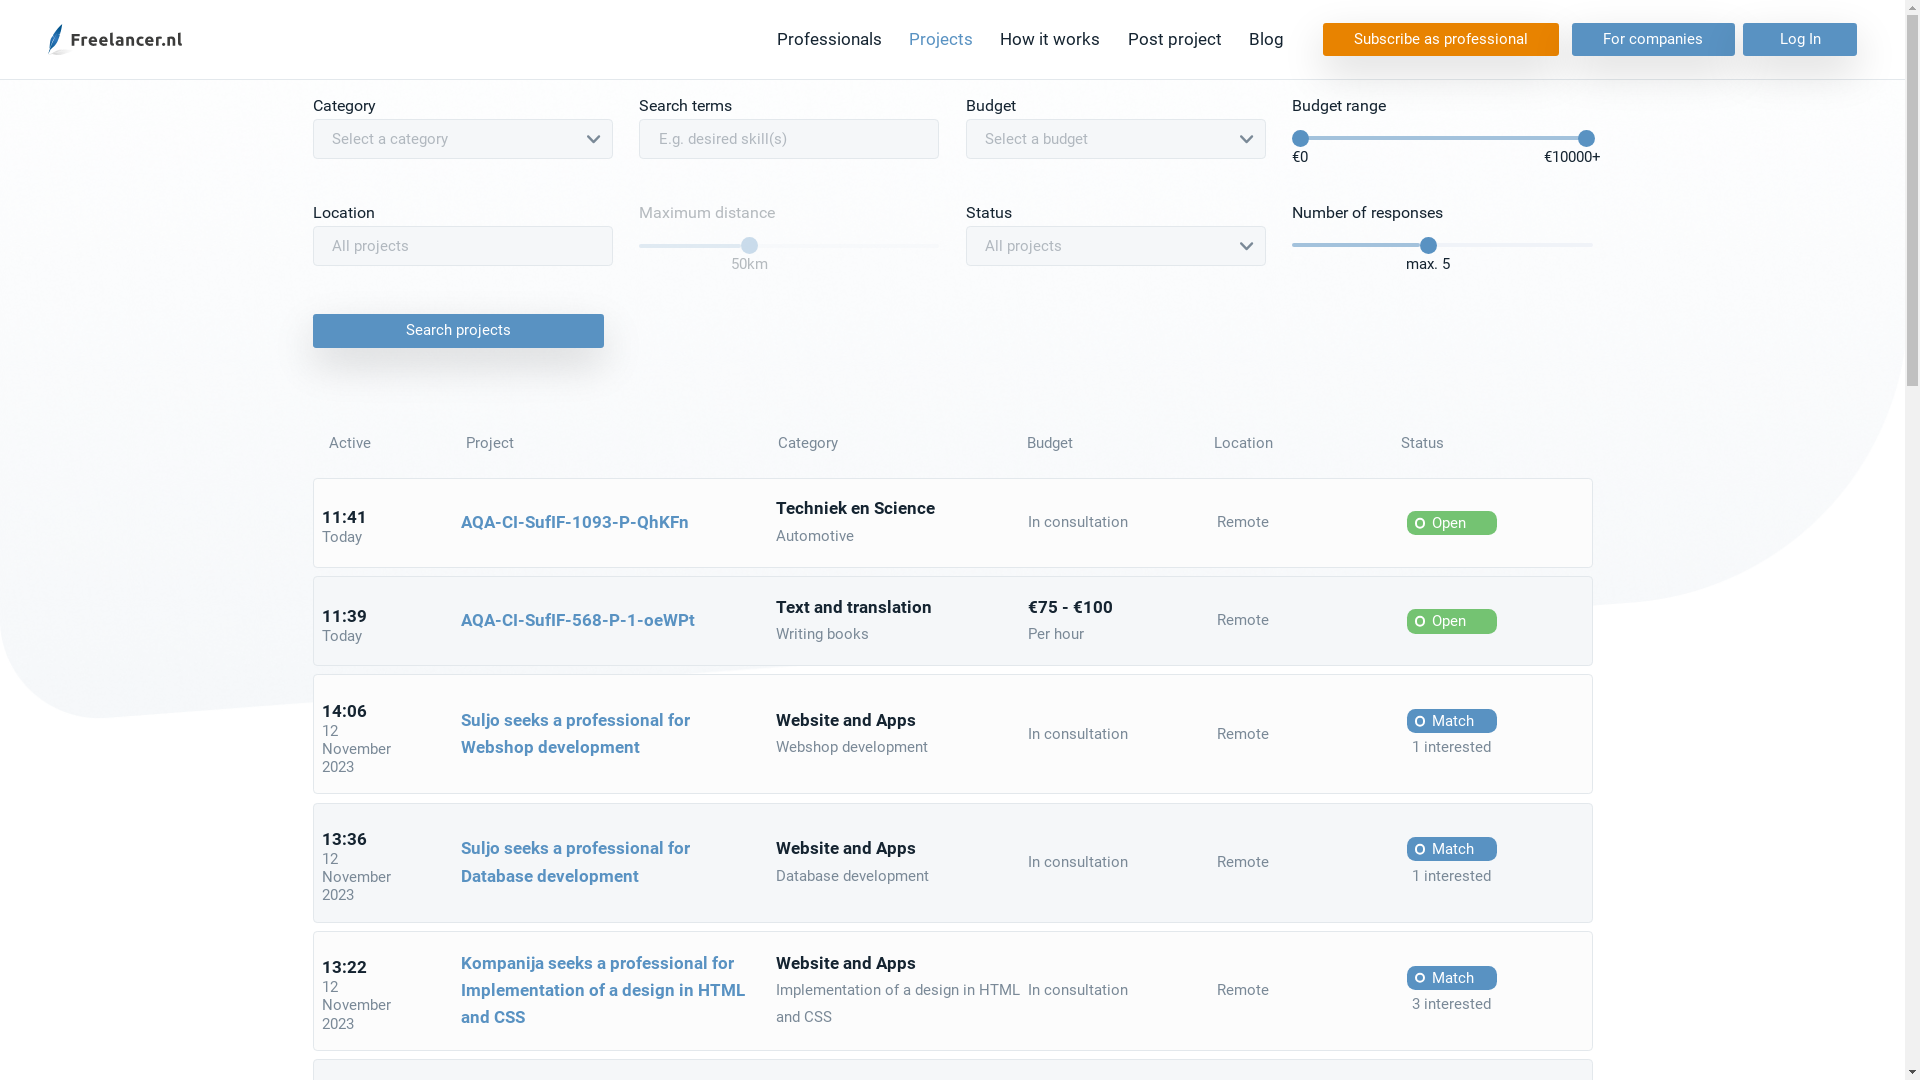 Freelancer.nl
Professionals Projects How it works Post project Blog Subscribe as professional For companies Log In
Category Search terms Budget Budget range
Select a category E.g. desired skill(s) Select a budget
€0 €10000+
Location Maximum distance Status Number of responses
All projects All projects
50km max. 5
Search projects
Active Project Category Budget Location Status
11:41
Today
AQA-CI-SufIF-1093-P-QhKFn
Techniek en Science
Automotive
In consultation
Remote
Open
11:39
Today
AQA-CI-SufIF-568-P-1-oeWPt
Text and translation
Writing books
€75 - €100
Per hour
Remote
Open
14:06
12
November
2023
Suljo seeks a professional for
Webshop development
Website and Apps
Webshop development
In consultation
Remote
Match
1 interested
13:36
12
November
2023
Suljo seeks a professional for
Database development
Website and Apps
Database development
In consultation
Remote
Match
1 interested
13:22
12
November
2023
Kompanija seeks a professional for
Implementation of a design in HTML
and CSS
Website and Apps
Implementation of a design in HTML
and CSS
In consultation
Remote
Match
3 interested